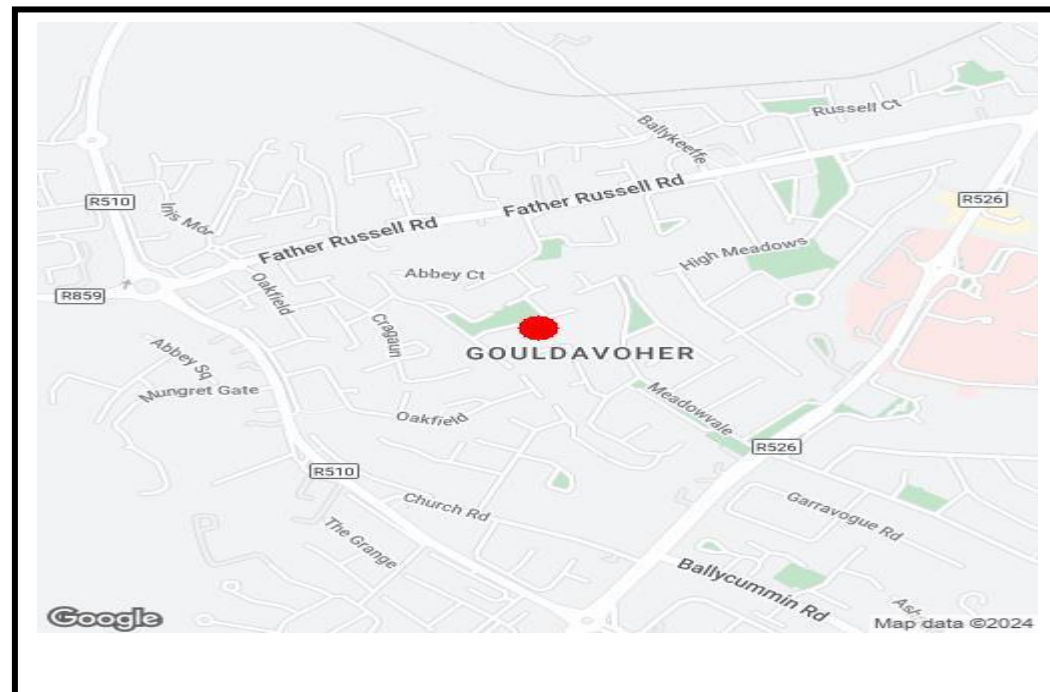 Russell Ct
Ballykeeffe
R510
Inis Mór
Father Russell Rd
Father Russell Rd
R526
High Meadows
Abbey Ct
R859
Oakfield
Cragaun
GOULDAVOHER
Abbey Sq
Mungret Gate
Oakfield
Meadowvale
R526
R510
Church Rd
Garravogue Rd
The Grange
Ballycummin Rd
Google
Map data ©2024